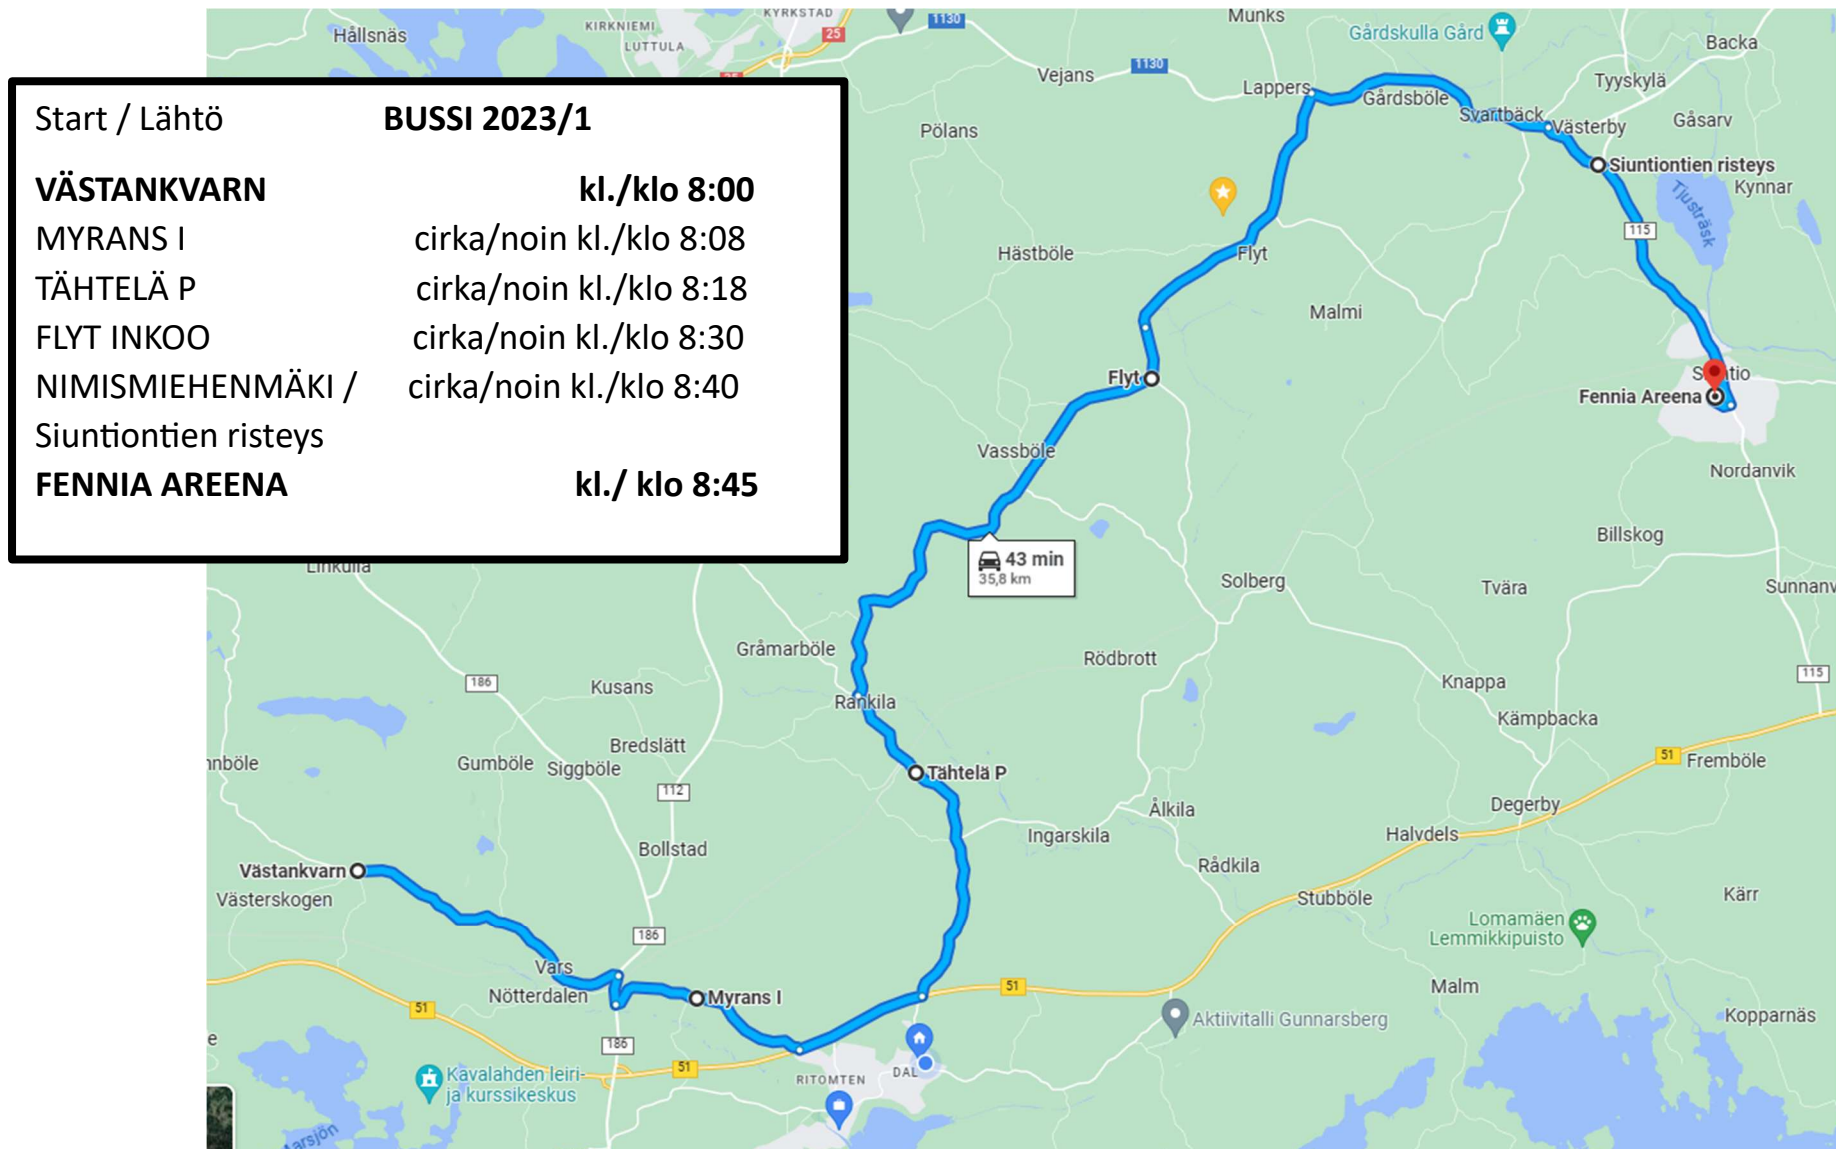 Start / Lähtö BUSSI 2023/1
VÄSTANKVARN kl./klo 8:00
MYRANS I cirka/noin kl./klo 8:08
TÄHTELÄ P cirka/noin kl./klo 8:18
FLYT INKOO cirka/noin kl./klo 8:30
NIMISMIEHENMÄKI / cirka/noin kl./klo 8:40
Siuntiontien risteys
FENNIA AREENA kl./ klo 8:45
Hållsnäs
KIRKNIEMI
LUTTULA
KYRKSTAD
25
25
1130
Munks
Gårdskulla Gård
Backa
Vejans
1130
Lappers
Gårdsböle
Tyyskylä
Svartbäck
Västerby
Gåsarv
Pölans
Siuntiontien risteys
Kynnar
Tjusträsk
115
Hästböle
Flyt
Malmi
Flyt
Fennia Areena
Vassböle
Nordanvik
Billskog
43 min
35,8 km
Solberg
Tvära
Gråmarböle
Rödbrott
186
Kusans
Knappa
115
Rankila
Kämpbacka
Bredslätt
51
Fremböle
nnböle
Gumböle
Siggböle
Tähtelä P
112
Degerby
Ålkila
Ingarskila
Halvdels
Bollstad
Västankvarn
Rådkila
Västerskogen
Stubböle
Kärr
Lomamäen
Lemmikkipuisto
186
Vars
Nötterdalen
Myrans I
51
Malm
51
Aktiivitalli Gunnarsberg
Kopparnäs
186
51
Kavalahden leiri-
ja kurssikeskus
RITOMTEN
DAL
arsjön